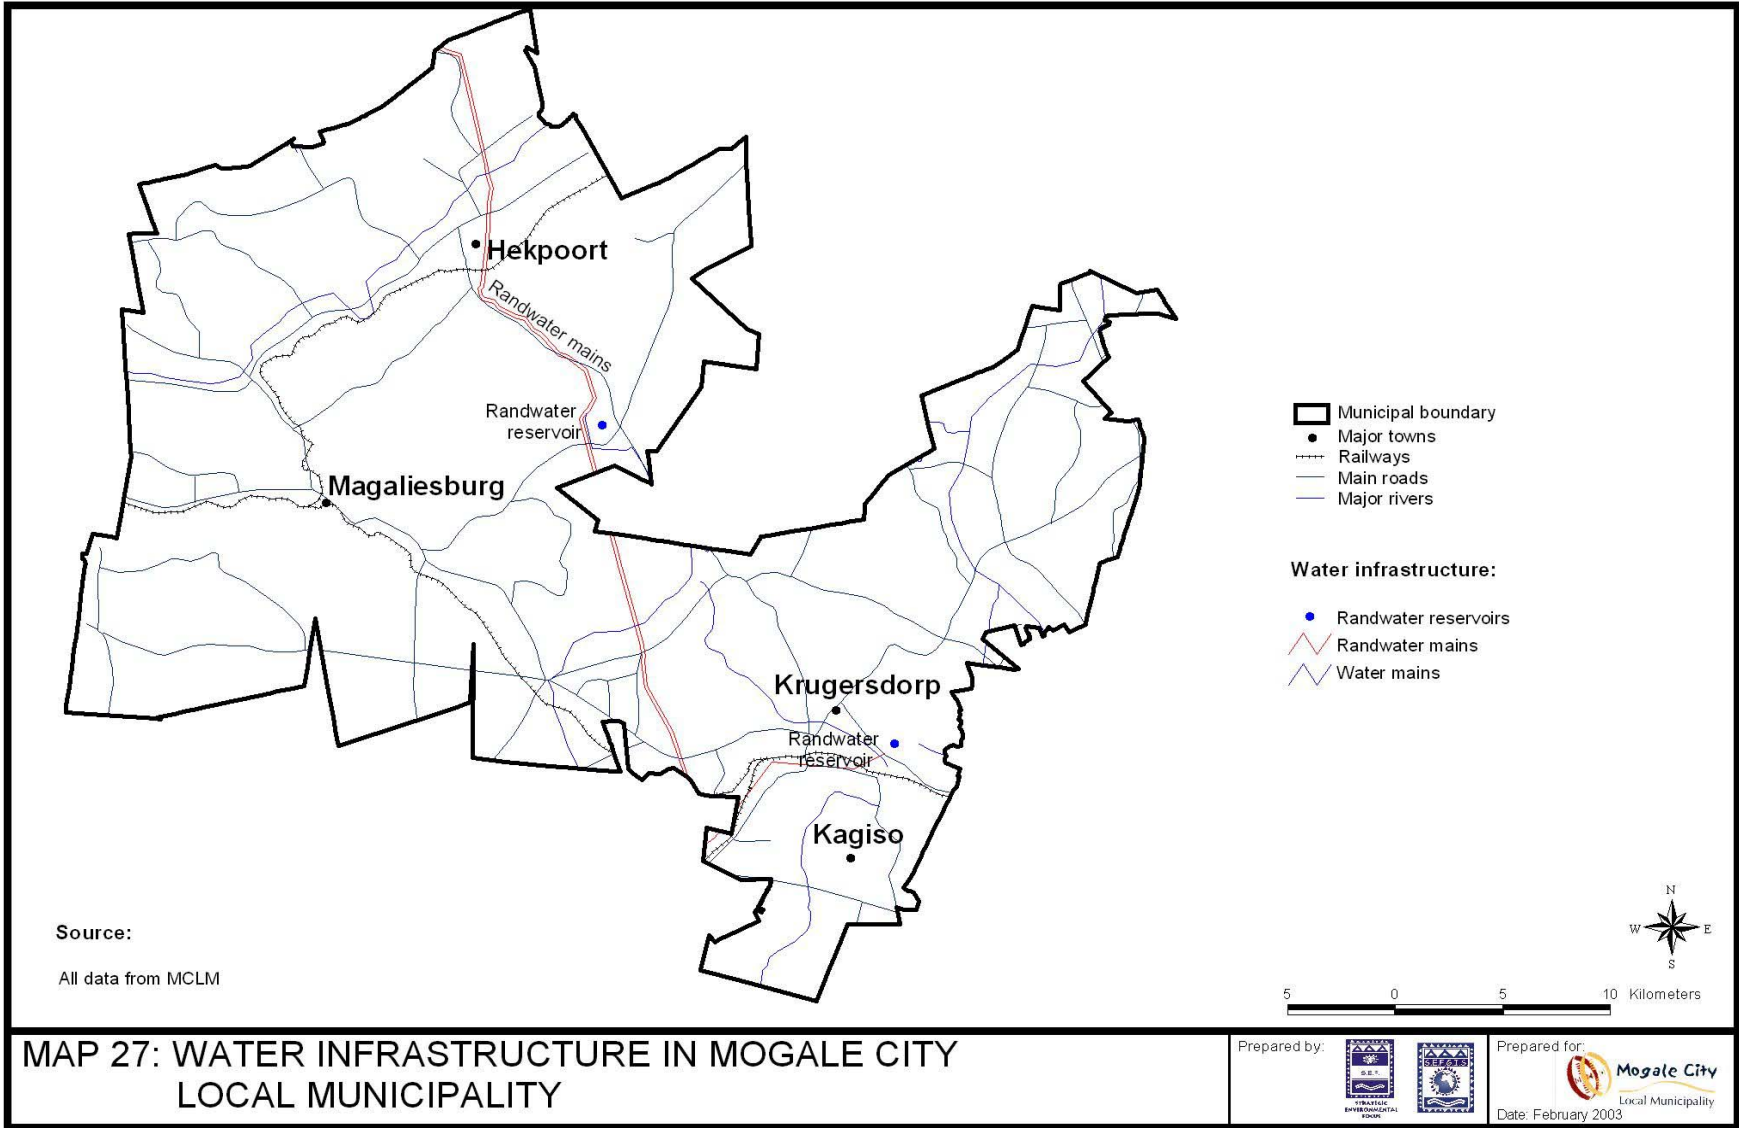 Hekpoort
Randwater mains
Randwater
reservoir
Magaliesburg
Krugersdorp
Randwater
reservoir
Kagiso
Municipal boundary
Major towns
Railways
Main roads
Major rivers
Water infrastructure:
Randwater reservoirs
Randwater mains
Water mains
N
W E
S
5 0 5 10 Kilometers
Source:
All data from MCLM
MAP 27: WATER INFRASTRUCTURE IN MOGALE CITY
LOCAL MUNICIPALITY
Prepared by:
S.E.F.
STRATEGIC
ENVIRONMENTAL
FOCUS
Prepared for:
Mogale City
Local Municipality
Date: February 2003